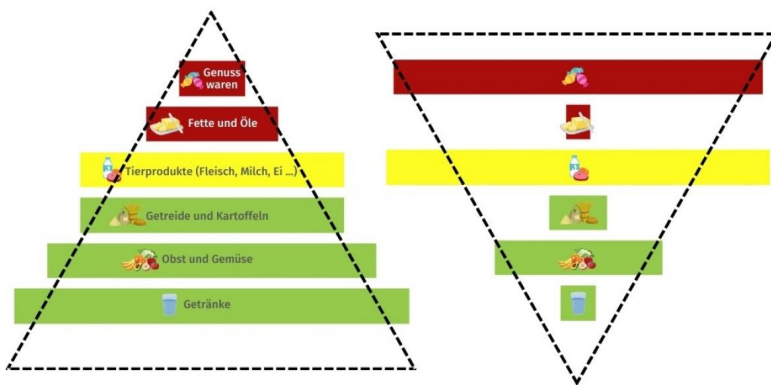 Genuss
waren
Fette und Öle
Tierprodukte (Fleisch, Milch, Ei ...)
Getreide und Kartoffeln
Obst und Gemüse
Getränke